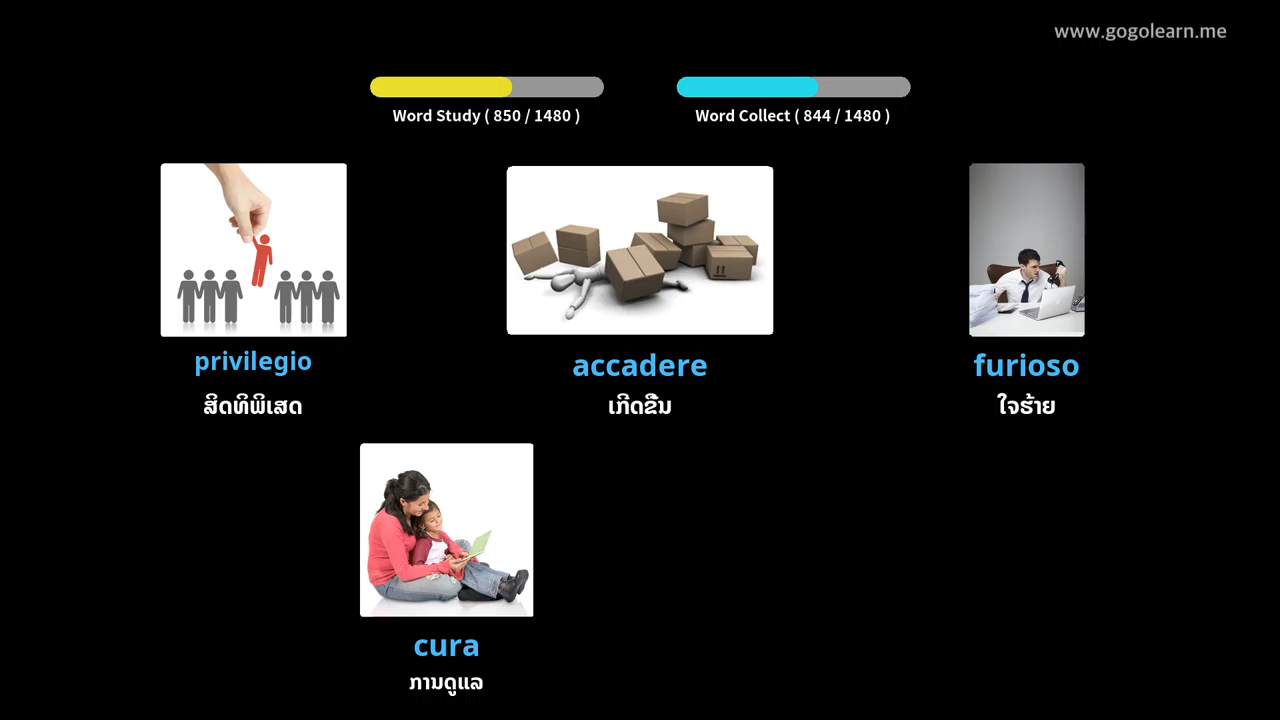 www.gogolearn.me
Word Study ( 850 / 1480 )
Word Collect ( 844 / 1480 )
privilegio
ສິດທິພິເສດ
accadere
ເກີດຂຶ້ນ
furioso
ໃຈຮ້າຍ
cura
ການດູແລ